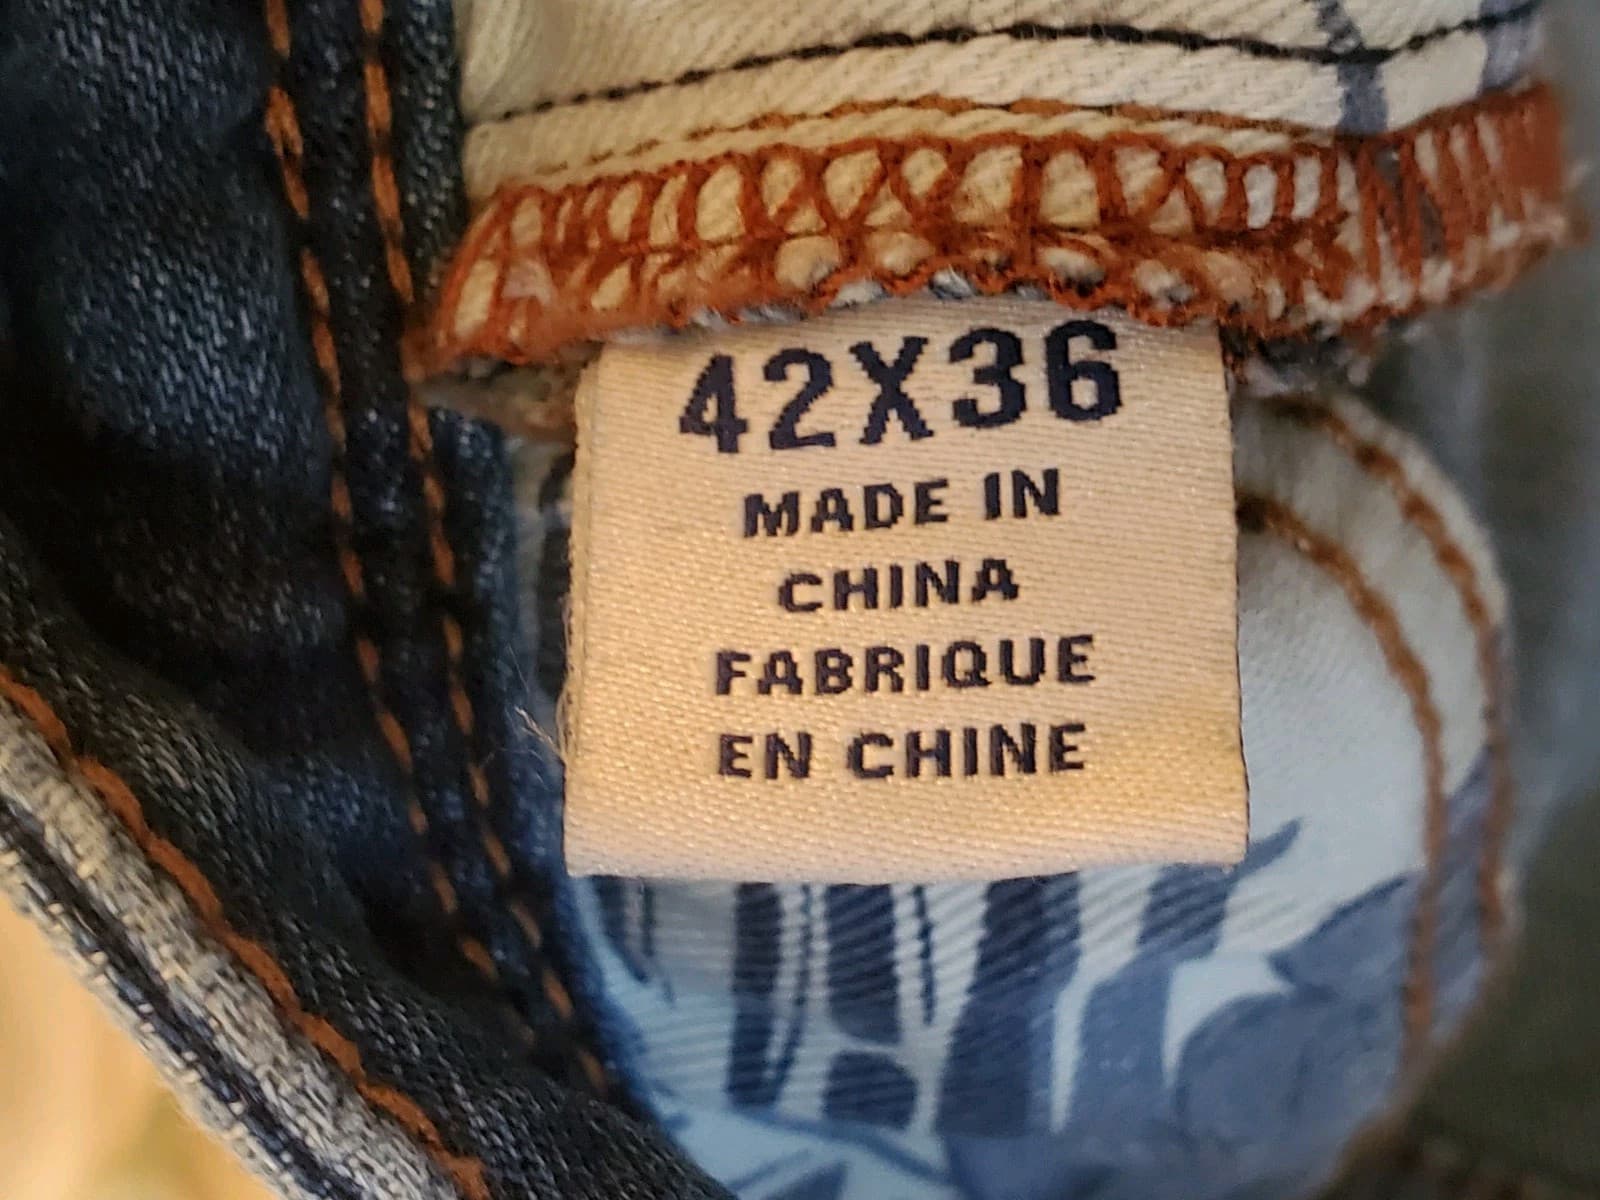 42X36
MADE IN
CHINA
FABRIQUE
EN CHINE